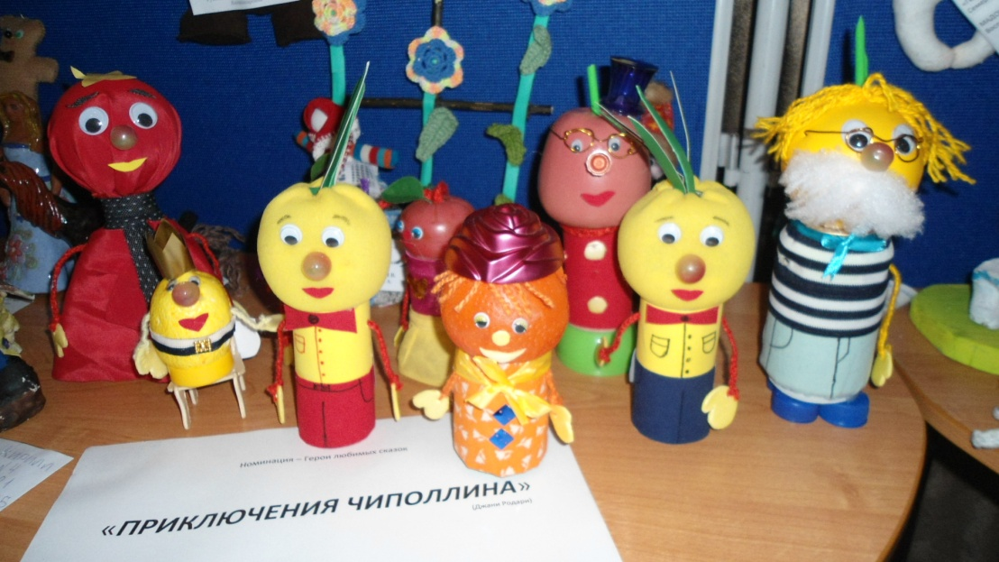 Номинация – Герои любимых сказок
«ПРИКЛЮЧЕНИЯ ЧИПОЛЛИНА»
(Джанни Родари)